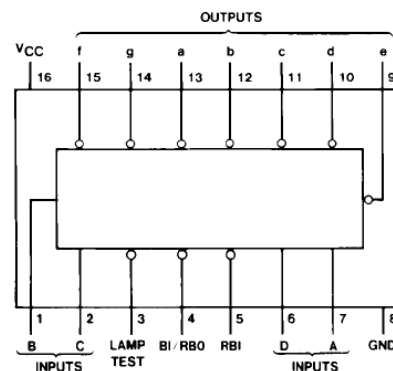 OUTPUTS
VCC f g a b c d e
16 15 14 13 12 11 10 9
1 2 3 4 5 6 7 8
B C LAMP TEST BI/RBO RBI D A GND
INPUTS INPUTS